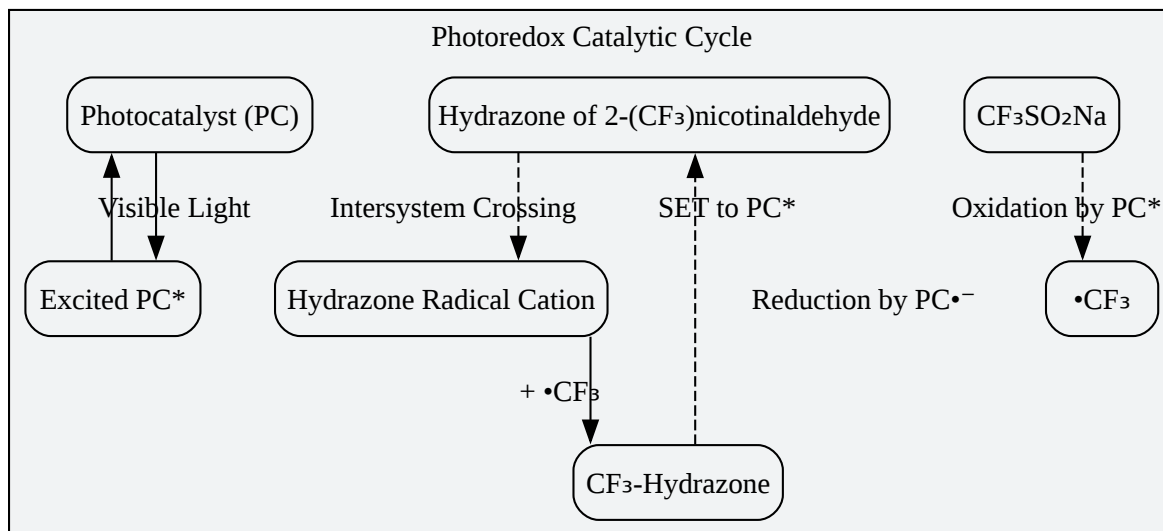 Photoredox Catalytic Cycle
Photocatalyst (PC)
Hydrazone of 2-(CF₃)nicotinaldehyde
CF₃SO₂Na
Visible Light
Intersystem Crossing
SET to PC*
Oxidation by PC*
Excited PC*
Hydrazone Radical Cation
Reduction by PC•⁻
•CF₃
+ •CF₃
CF₃-Hydrazone